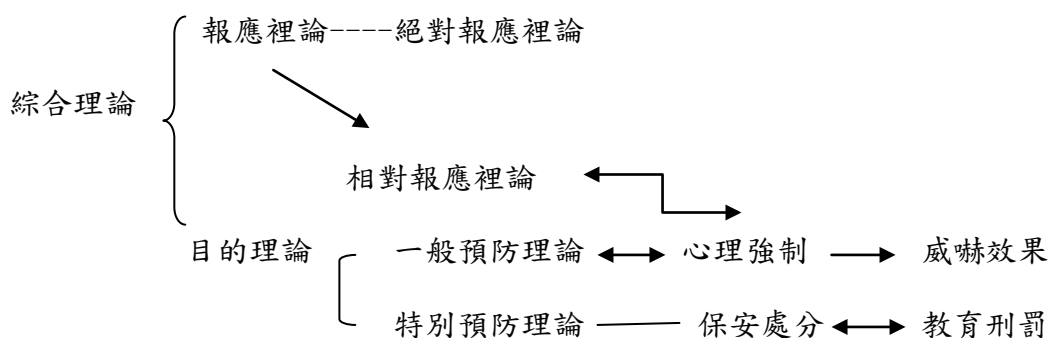 報應裡論----絕對報應裡論
綜合理論
相對報應裡論
目的理論 一般預防理論 心理強制 威嚇效果
特別預防理論 保安處分 教育刑罰